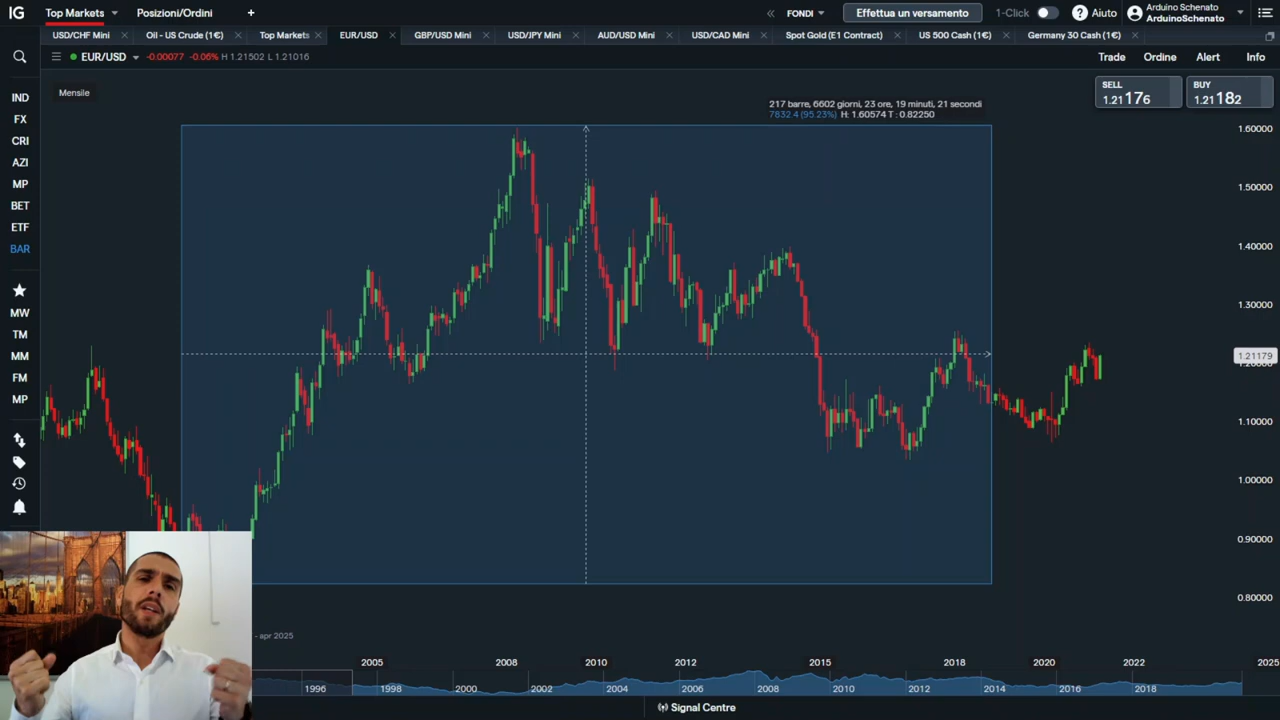 IG Top Markets Posizioni/Ordini + FONDI Effettua un versamento 1-Click Aiuto Arduino Schenato
ArduinoSchenato
USD/CHF Mini Oil - US Crude (1€) Top Markets EUR/USD GBP/USD Mini USD/JPY Mini AUD/USD Mini USD/CAD Mini Spot Gold (E1 Contract) US 500 Cash (1€) Germany 30 Cash (1€)
EUR/USD -0.00077 -0.06% H 1.21502 L 1.21016 Trade Ordine Alert Info
Mensile
SELL
1.21176
BUY
1.21182
217 barre, 6602 giorni, 23 ore, 19 minuti, 21 secondi
7832.4 (95.23%) H: 1.60574 T : 0.82250
IND
FX
CRI
AZI
MP
BET
ETF
BAR
MW
TM
MM
FM
MP
1.60000
1.50000
1.40000
1.30000
1.21179
1.20000
1.10000
1.00000
0.90000
0.80000
- apr 2025
2005 2008 2010 2012 2015 2018 2020 2022 2025
1996 1998 2000 2002 2004 2006 2008 2010 2012 2014 2016 2018
Signal Centre